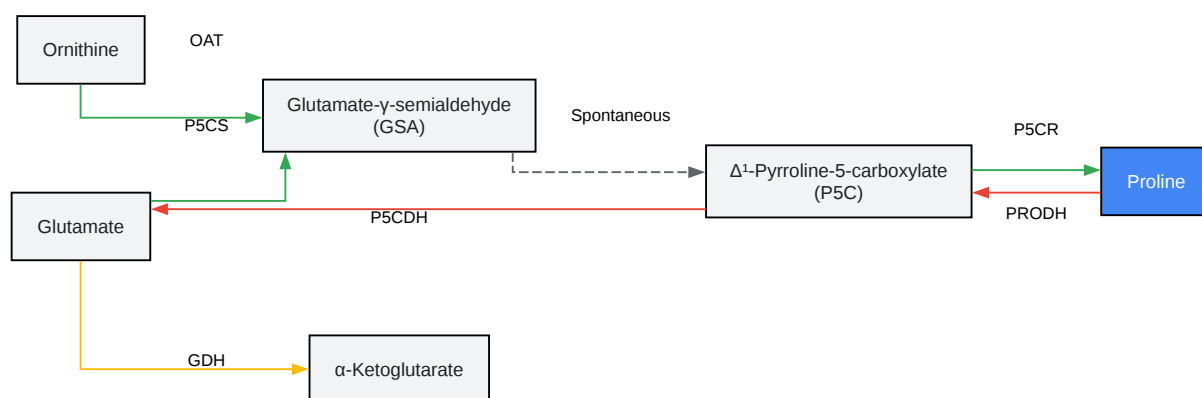 Ornithine
OAT
Glutamate-γ-semialdehyde
(GSA)
P5CS
Spontaneous
P5CR
Δ¹-Pyrroline-5-carboxylate
(P5C)
Proline
Glutamate
P5CDH
PRODH
GDH
α-Ketoglutarate